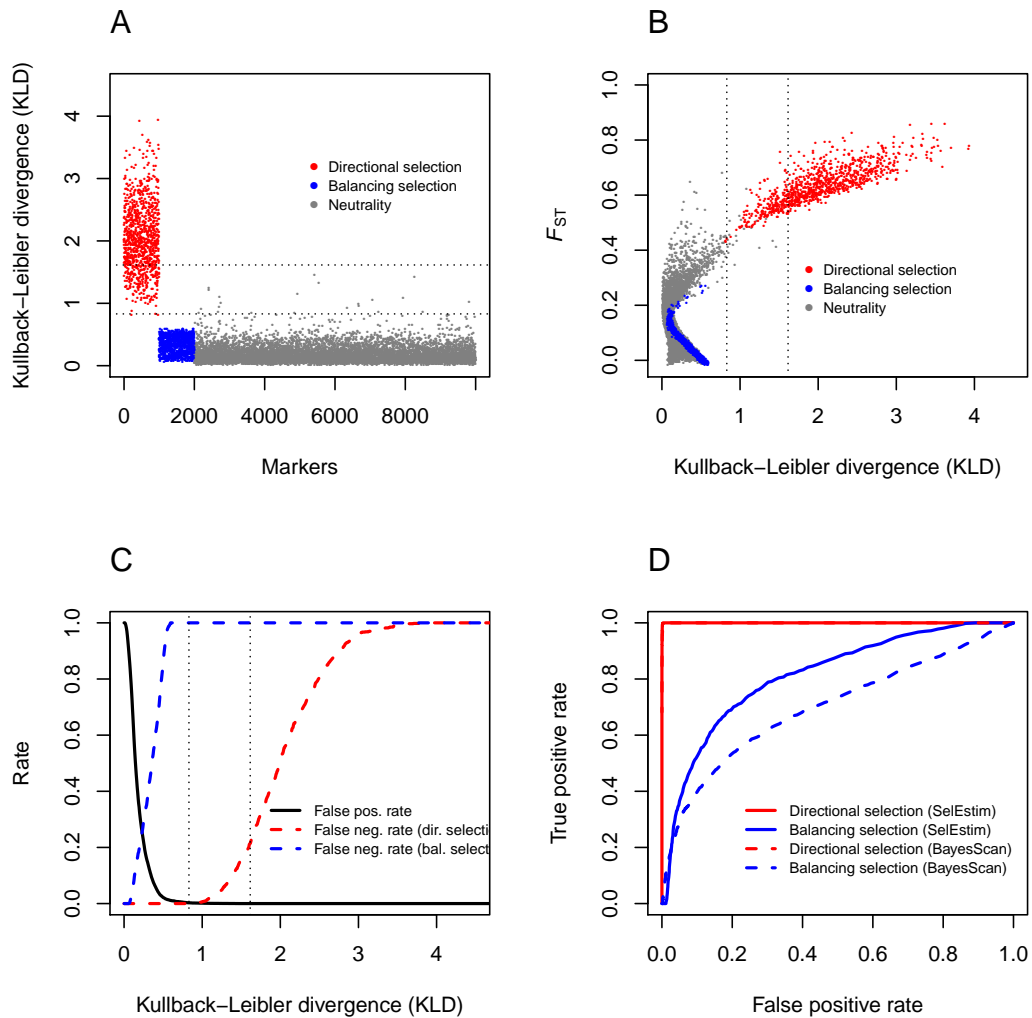 A
Kullback−Leibler divergence (KLD)
4
3
2
1
0
Directional selection
Balancing selection
Neutrality
0 2000 4000 6000 8000
Markers
B
FST
1.0
0.8
0.6
0.4
0.2
0.0
Directional selection
Balancing selection
Neutrality
0 1 2 3 4
Kullback−Leibler divergence (KLD)
C
Rate
1.0
0.8
0.6
0.4
0.2
0.0
False pos. rate
False neg. rate (dir. selecti
False neg. rate (bal. select
0 1 2 3 4
Kullback−Leibler divergence (KLD)
D
True positive rate
1.0
0.8
0.6
0.4
0.2
0.0
Directional selection (SelEstim)
Balancing selection (SelEstim)
Directional selection (BayesScan)
Balancing selection (BayesScan)
0.0 0.2 0.4 0.6 0.8 1.0
False positive rate